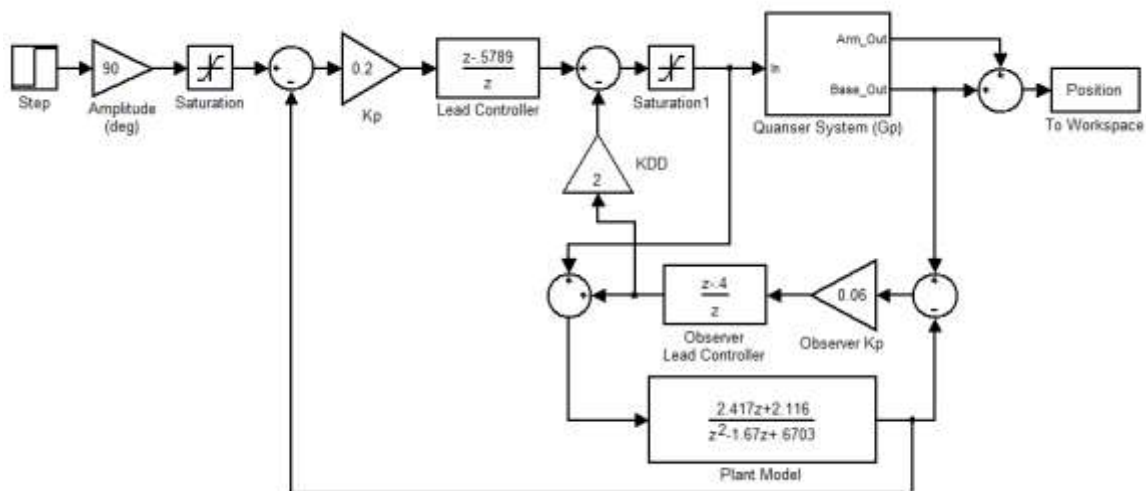 Step
90
Amplitude
(deg)
Saturation
+
-
0.2
Kp
z-.5789
z
Lead Controller
+
-
Saturation1
In
Arm_Out
Base_Out
Quanser System (Gp)
+
+
Position
To Workspace
KDD
2
+
+
z-.4
z
Observer
Lead Controller
0.06
Observer Kp
+
-
2.417z+2.116
z2-1.67z+.6703
Plant Model